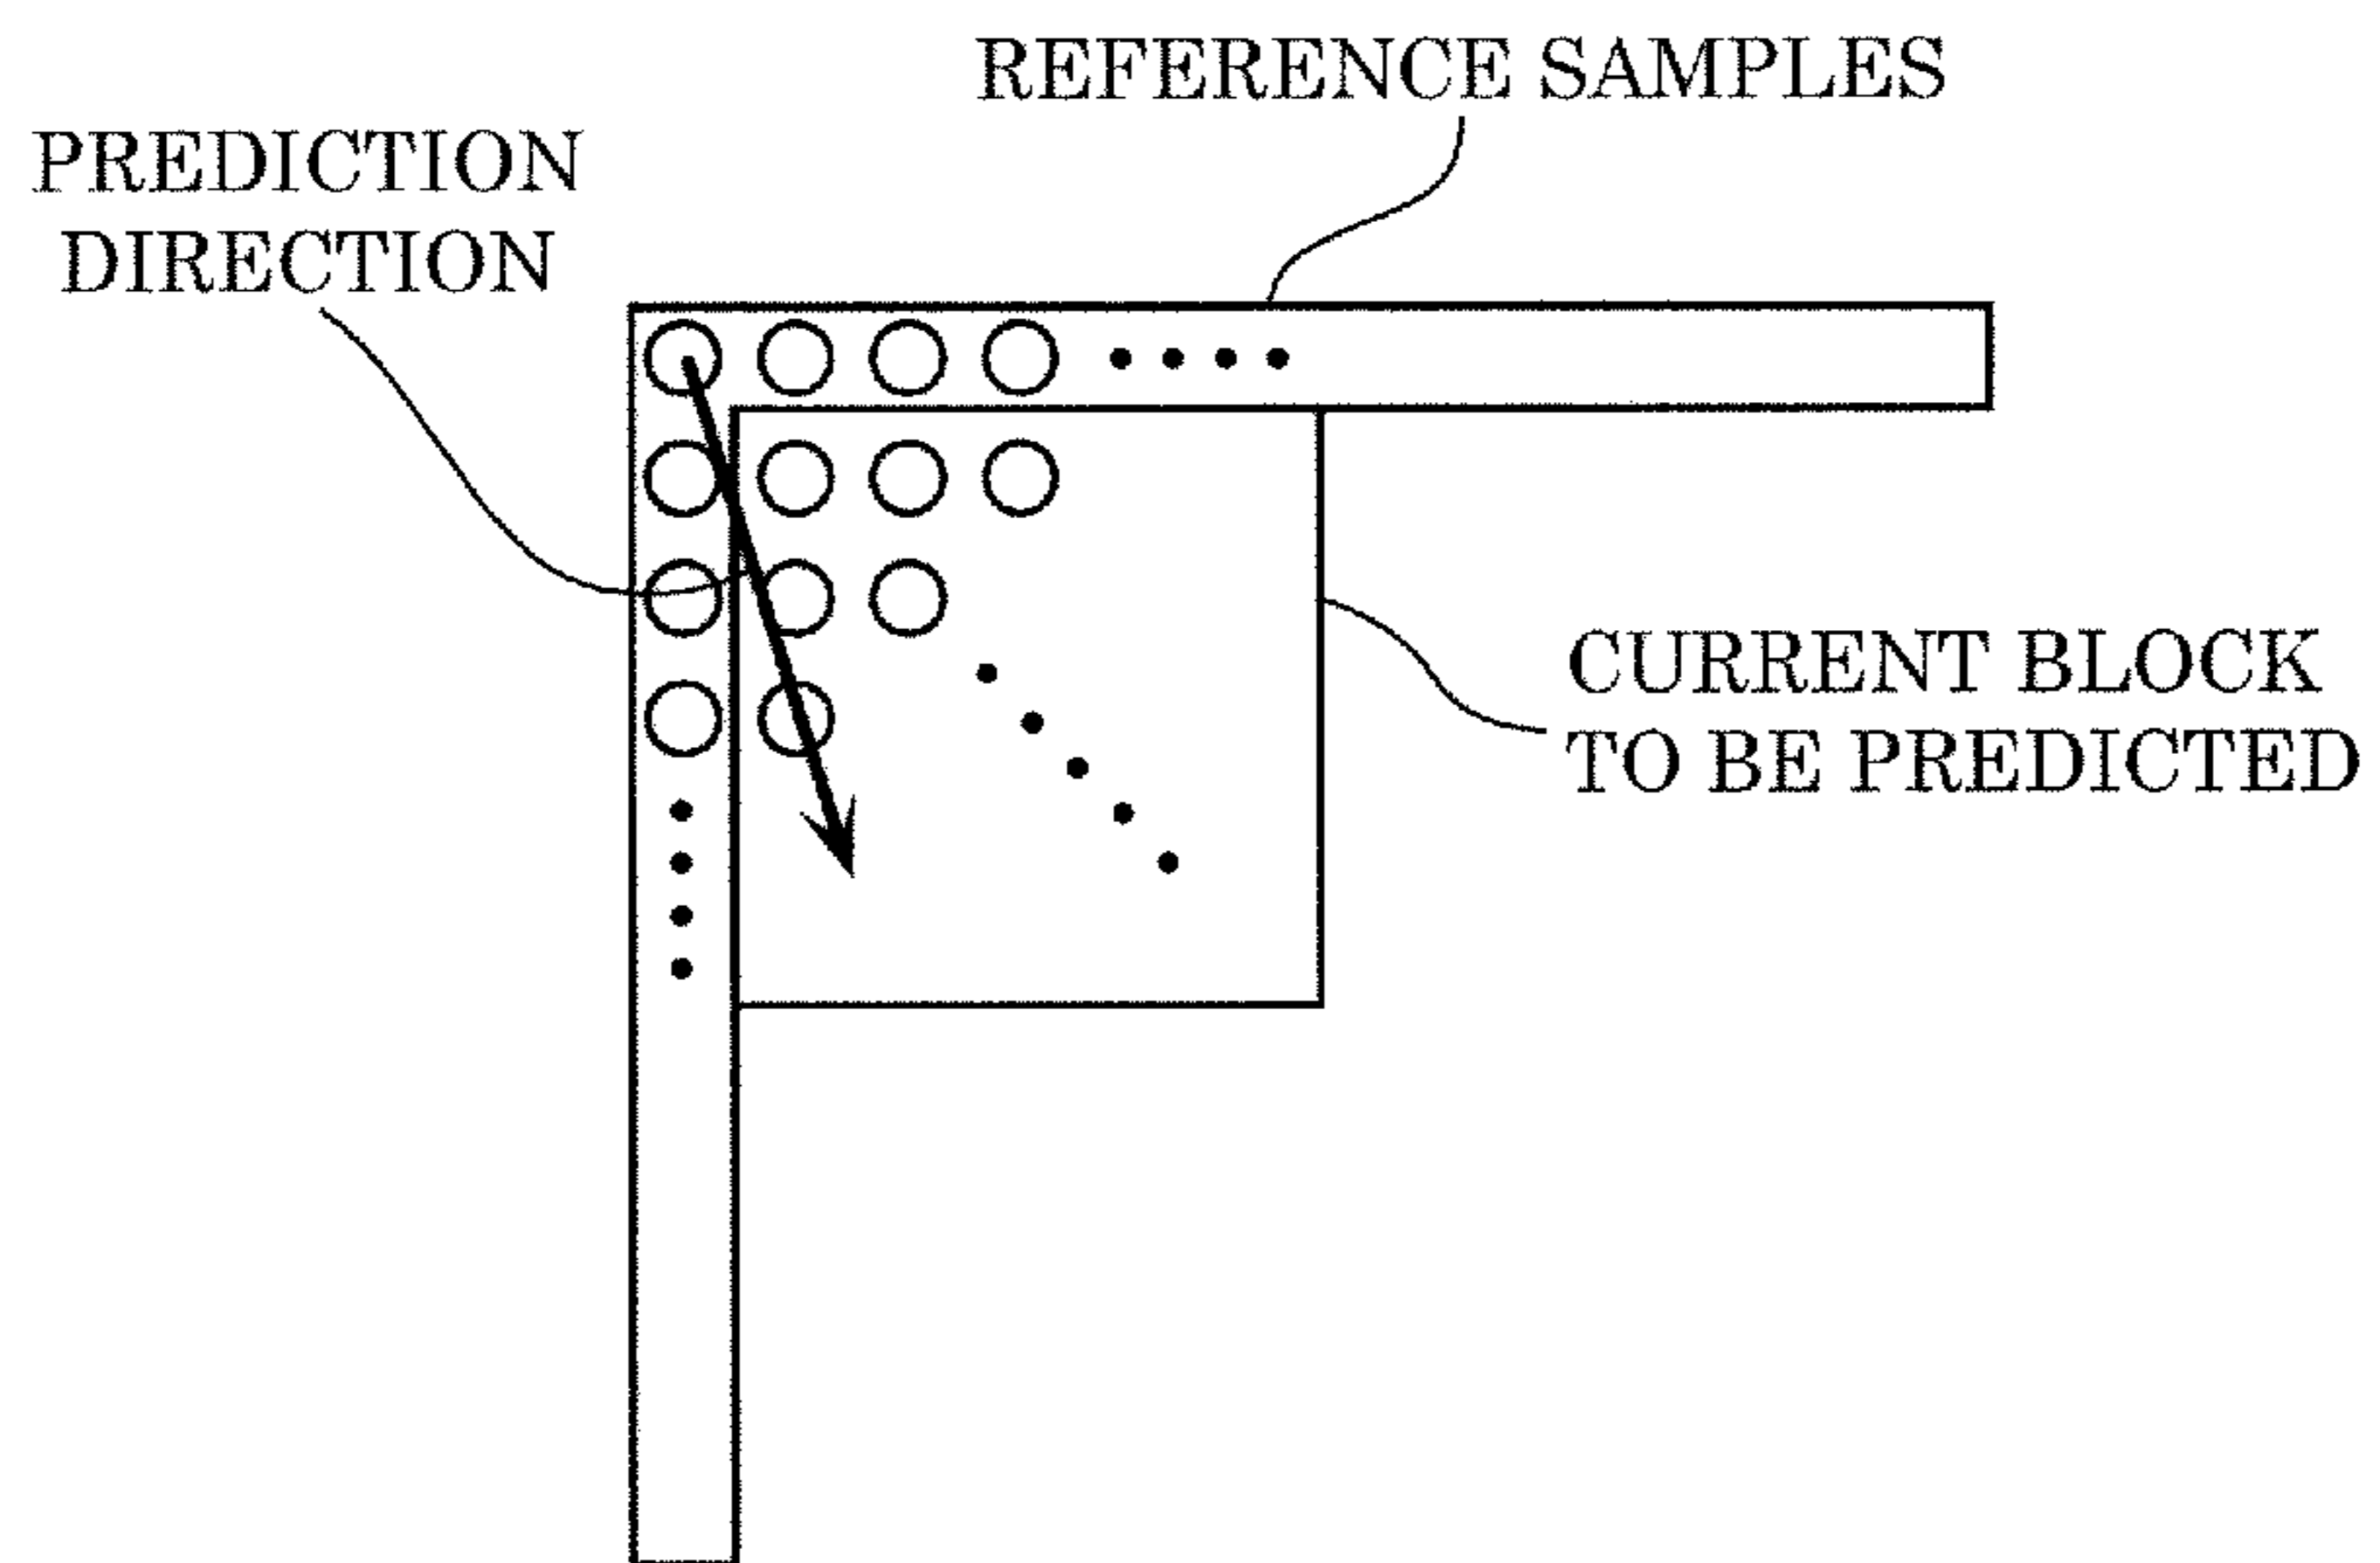 REFERENCE SAMPLES
PREDICTION
DIRECTION
CURRENT BLOCK
TO BE PREDICTED